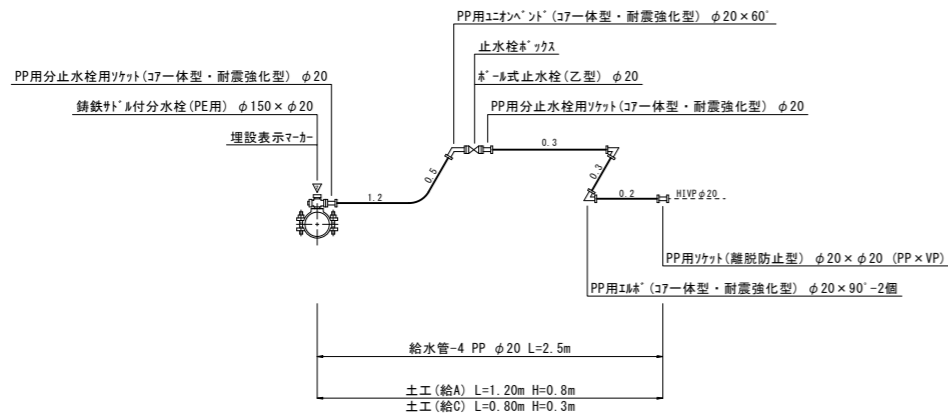 PP用ﾕﾆｵﾝﾍﾞﾝﾄﾞ(ｺｱ一体型・耐震強化型) φ20×60°
止水栓ﾎﾞｯｸｽ
PP用分止水栓用ｿｹｯﾄ(ｺｱ一体型・耐震強化型) φ20
ﾎﾞｰﾙ式止水栓(乙型) φ20
鋳鉄ｻﾄﾞﾙ付分水栓(PE用) φ150×φ20
PP用分止水栓用ｿｹｯﾄ(ｺｱ一体型・耐震強化型) φ20
埋設表示ﾏｰｶｰ
0.3
0.5
0.3
1.2
0.2
HIVPφ20
PP用ｿｹｯﾄ(離脱防止型) φ20×φ20 (PP×VP)
PP用ｴﾙﾎﾞ(ｺｱ一体型・耐震強化型) φ20×90°-2個
給水管-4 PP φ20 L=2.5m
土工(給A) L=1.20m H=0.8m
土工(給C) L=0.80m H=0.3m